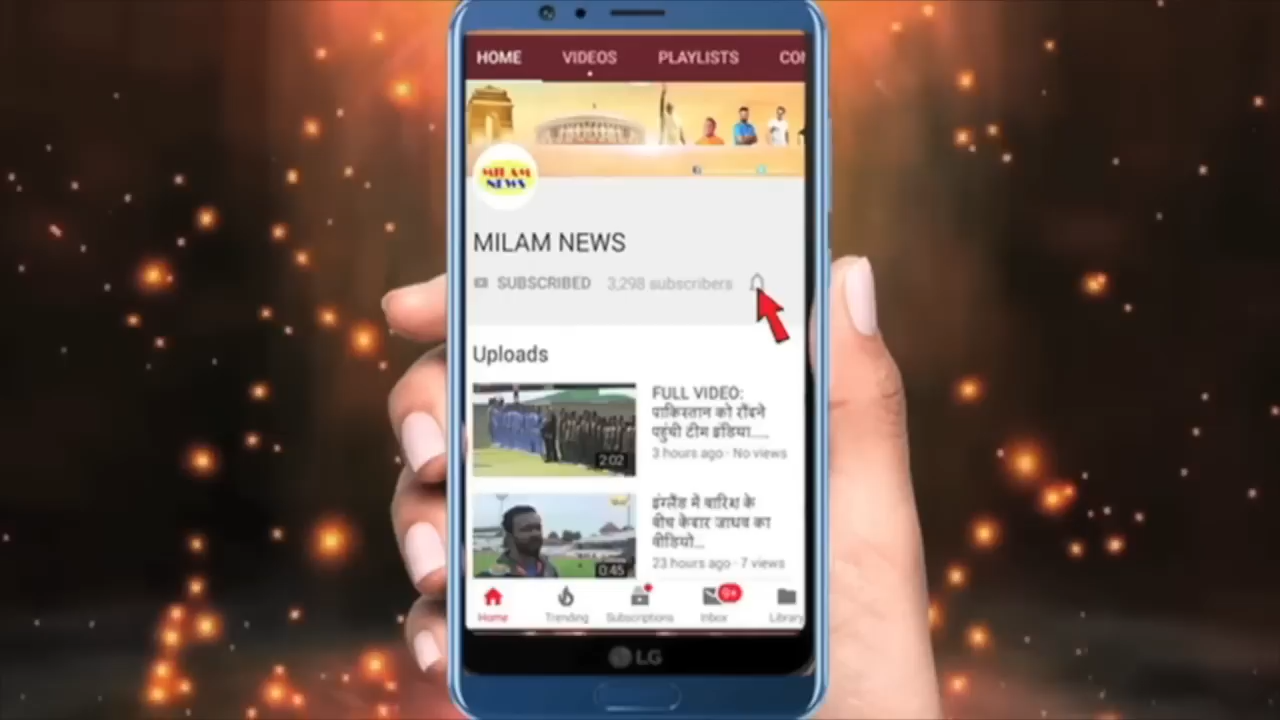 HOME VIDEOS PLAYLISTS
MILAM
NEWS
MILAM NEWS
SUBSCRIBED 3,298 subscribers
Uploads
FULL VIDEO:
पाकिस्तान को रौंदने
पहुंची टीम इंडिया.....
3 hours ago · No views
2:02
इंग्लैंड में बारिश के
बीच केदार जाधव का
वीडियो...
23 hours ago · 7 views
0:45
9+
Home Trending Subscriptions Inbox Library
LG